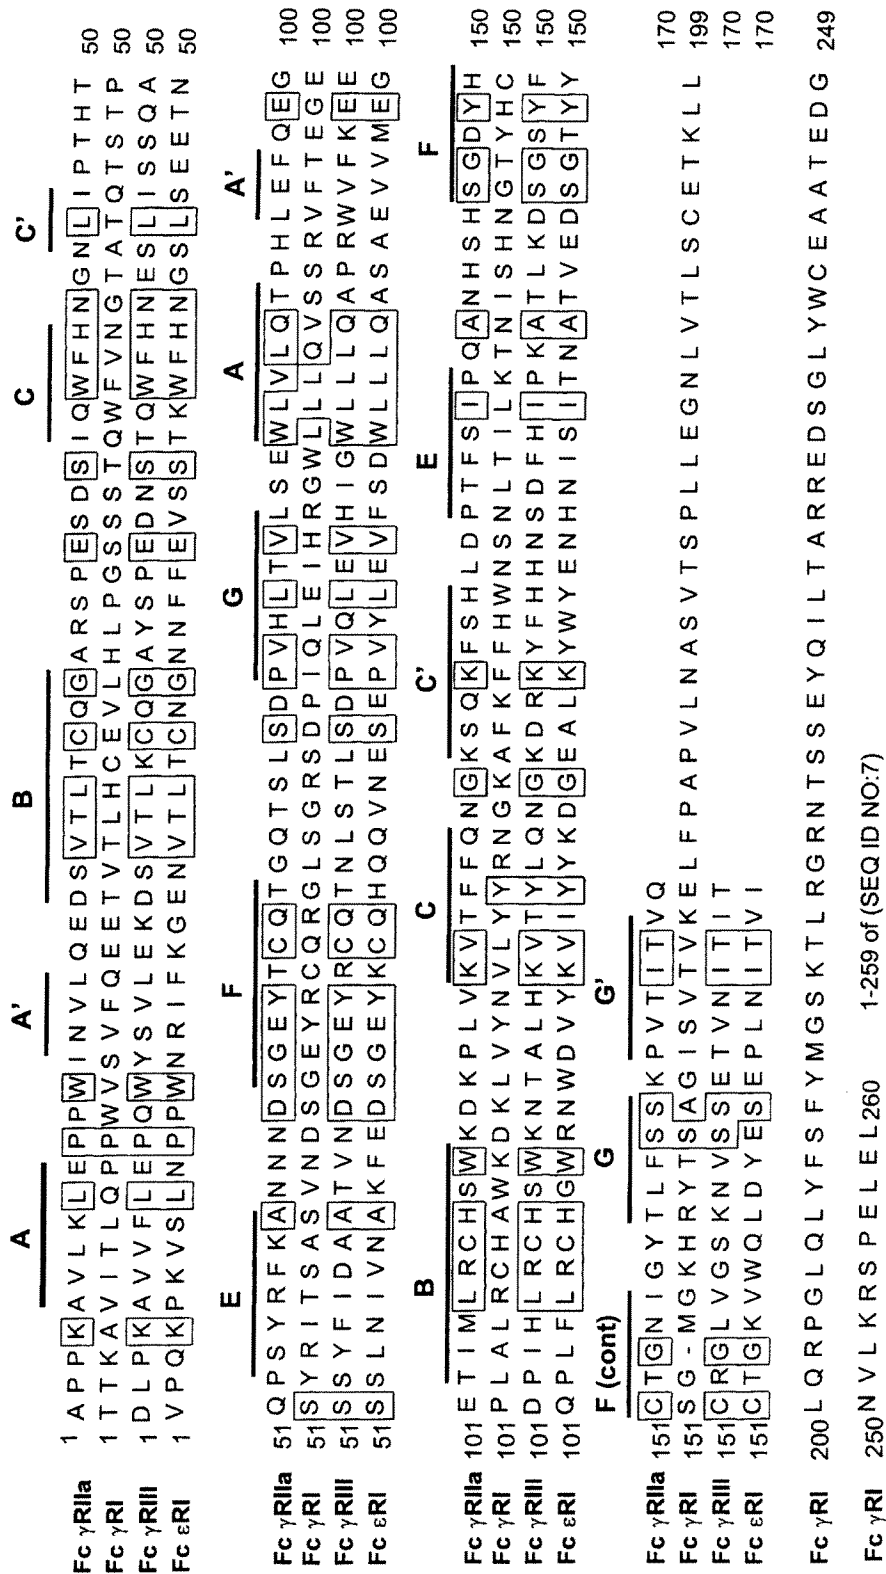 A A' B C C'
Fc γRIIa 1 A P P K A V L K L E P P W I N V L Q E D S V T L T C Q G A R S P E S D S I Q W F H N G N L I P T H T 50
Fc γRI 1 T T K A V I T L Q P P W V S V F Q E E T V T L H C E V L H L P G S S S T Q W F V N G T A T Q T S T P 50
Fc γRIII 1 D L P K A V V F L E P Q W Y S V L E K D S V T L K C Q G A Y S P E D N S T Q W F H N E S L I S S Q A 50
Fc εRI 1 V P Q K P K V S L N P P W N R I F K G E N V T L T C N G N N F F E V S S T K W F H N G S L S E E T N 50
E F G A A'
Fc γRIIa 51 Q P S Y R F K A N N N D S G E Y T C Q T G Q T S L S D P V H L T V L S E W L V L Q T P H L E F Q E G 100
Fc γRI 51 S Y R I T S A S V N D S G E Y R C Q R G L S G R S D P I Q L E I H R G W L L L Q V S S R V F T E G E 100
Fc γRIII 51 S S Y F I D A A T V N D S G E Y R C Q T N L S T L S D P V Q L E V H I G W L L L Q A P R W V F K E E 100
Fc εRI 51 S S L N I V N A K F E D S G E Y K C Q H Q Q V N E S E P V Y L E V F S D W L L L Q A S A E V V M E G 100
B C C' E F
Fc γRIIa 101 E T I M L R C H S W K D K P L V K V T F F Q N G K S Q K F S H L D P T F S I P Q A N H S H S G D Y H 150
Fc γRI 101 P L A L R C H A W K D K L V Y N V L Y Y R N G K A F K F F H W N S N L T I L K T N I S H N G T Y H C 150
Fc γRIII 101 D P I H L R C H S W K N T A L H K V T Y L Q N G K D R K Y F H H N S D F H I P K A T L K D S G S Y F 150
Fc εRI 101 Q P L F L R C H G W R N W D V Y K V I Y Y K D G E A L K Y W Y E N H N I S I T N A T V E D S G T Y Y 150
F (cont) G G'
Fc γRIIa 151 C T G N I G Y T L F S S K P V T I T V Q 170
Fc γRI 151 S G - M G K H R Y T S A G I S V T V K E L F P A P V L N A S V T S P L L E G N L V T L S C E T K L L 199
Fc γRIII 151 C R G L V G S K N V S S E T V N I T I T 170
Fc εRI 151 C T G K V W Q L D Y E S E P L N I T V I 170
Fc γRI 200 L Q R P G L Q L Y F S F Y M G S K T L R G R N T S S E Y Q I L T A R R E D S G L Y W C E A A T E D G 249
Fc γRI 250 N V L K R S P E L E L 260 1-259 of (SEQ ID NO:7)